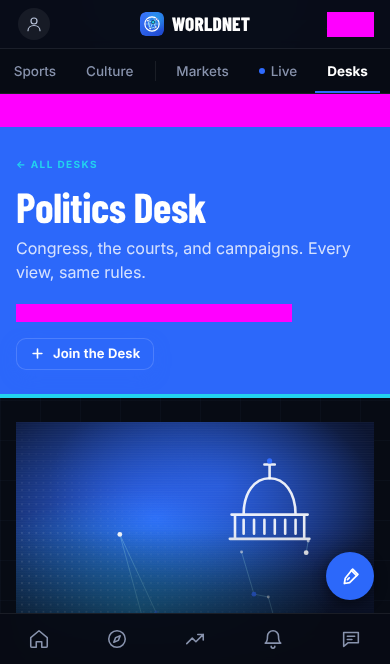 WORLDNET
Sports Culture Markets Live Desks
← ALL DESKS
Politics Desk
Congress, the courts, and campaigns. Every
view, same rules.
+ Join the Desk